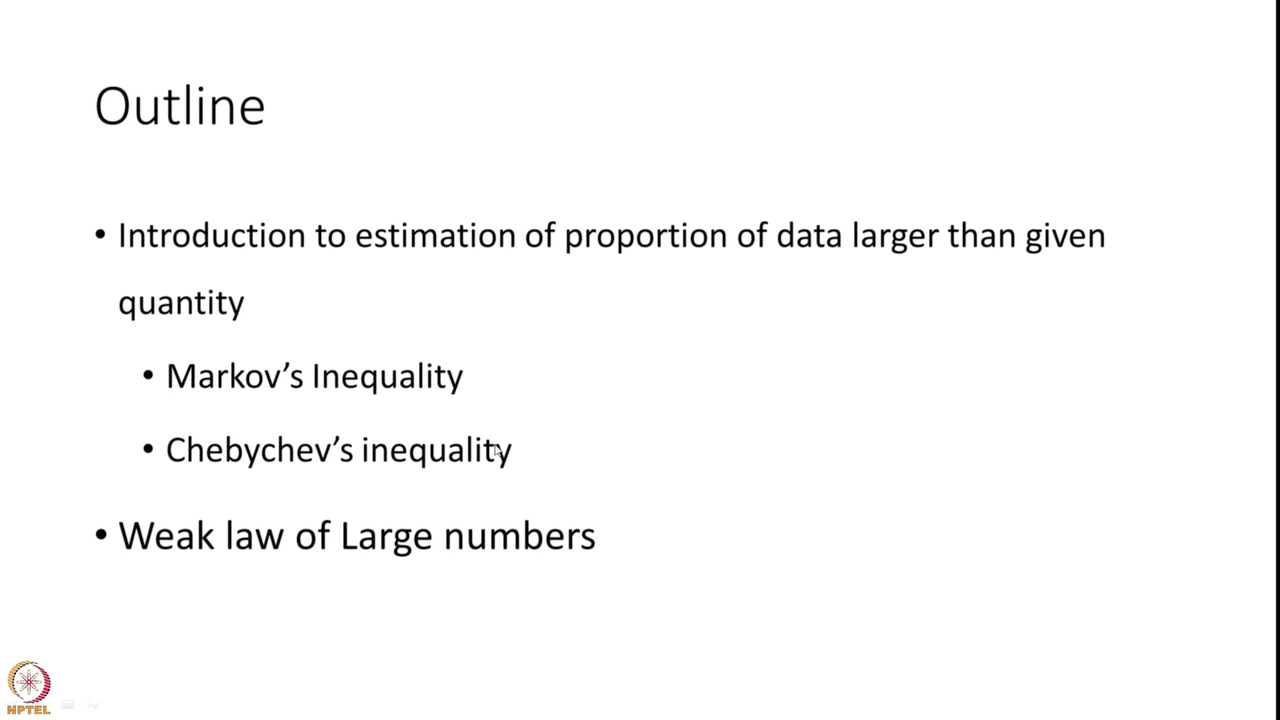 Outline
• Introduction to estimation of proportion of data larger than given
quantity
• Markov’s Inequality
• Chebychev’s inequality
• Weak law of Large numbers
NPTEL